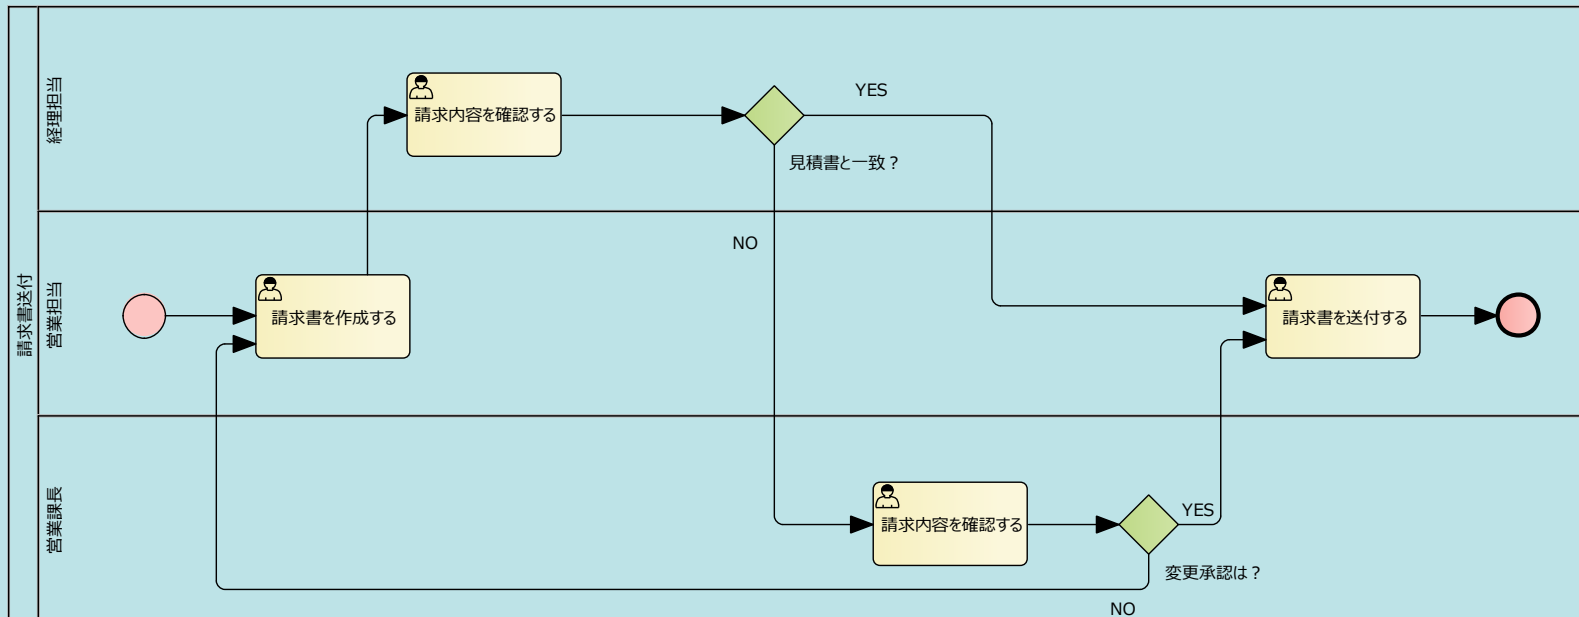 請求書送付
経理担当
請求内容を確認する
YES
見積書と一致？
営業担当
NO
請求書を作成する
請求書を送付する
営業課長
請求内容を確認する
YES
変更承認は？
NO